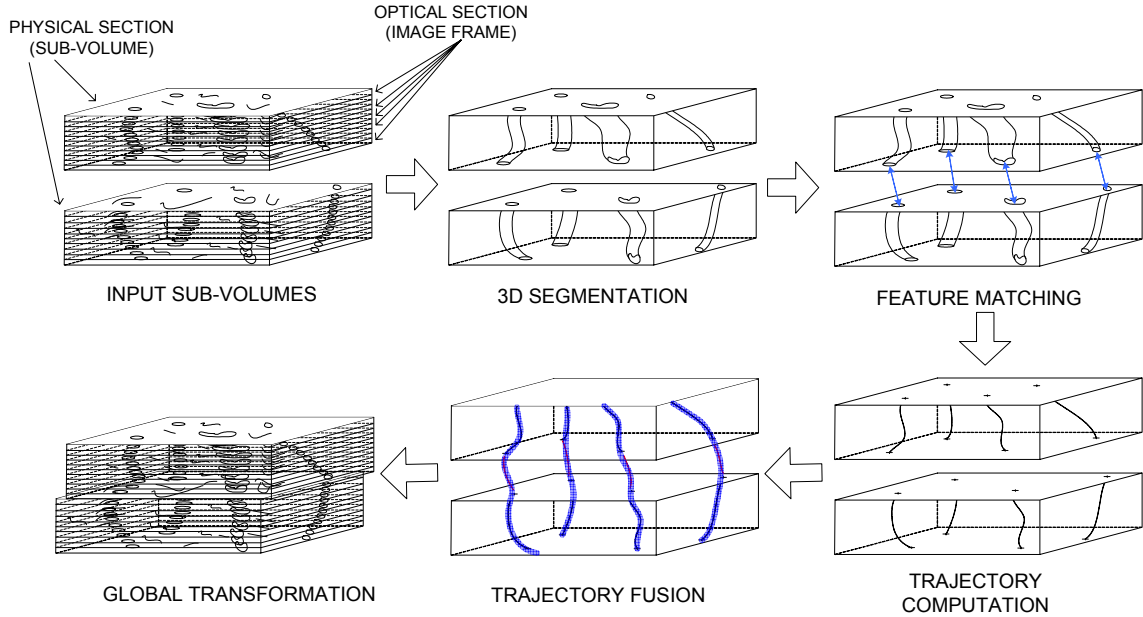 PHYSICAL SECTION
(SUB-VOLUME)
OPTICAL SECTION
(IMAGE FRAME)
INPUT SUB-VOLUMES
3D SEGMENTATION
FEATURE MATCHING
GLOBAL TRANSFORMATION
TRAJECTORY FUSION
TRAJECTORY
COMPUTATION